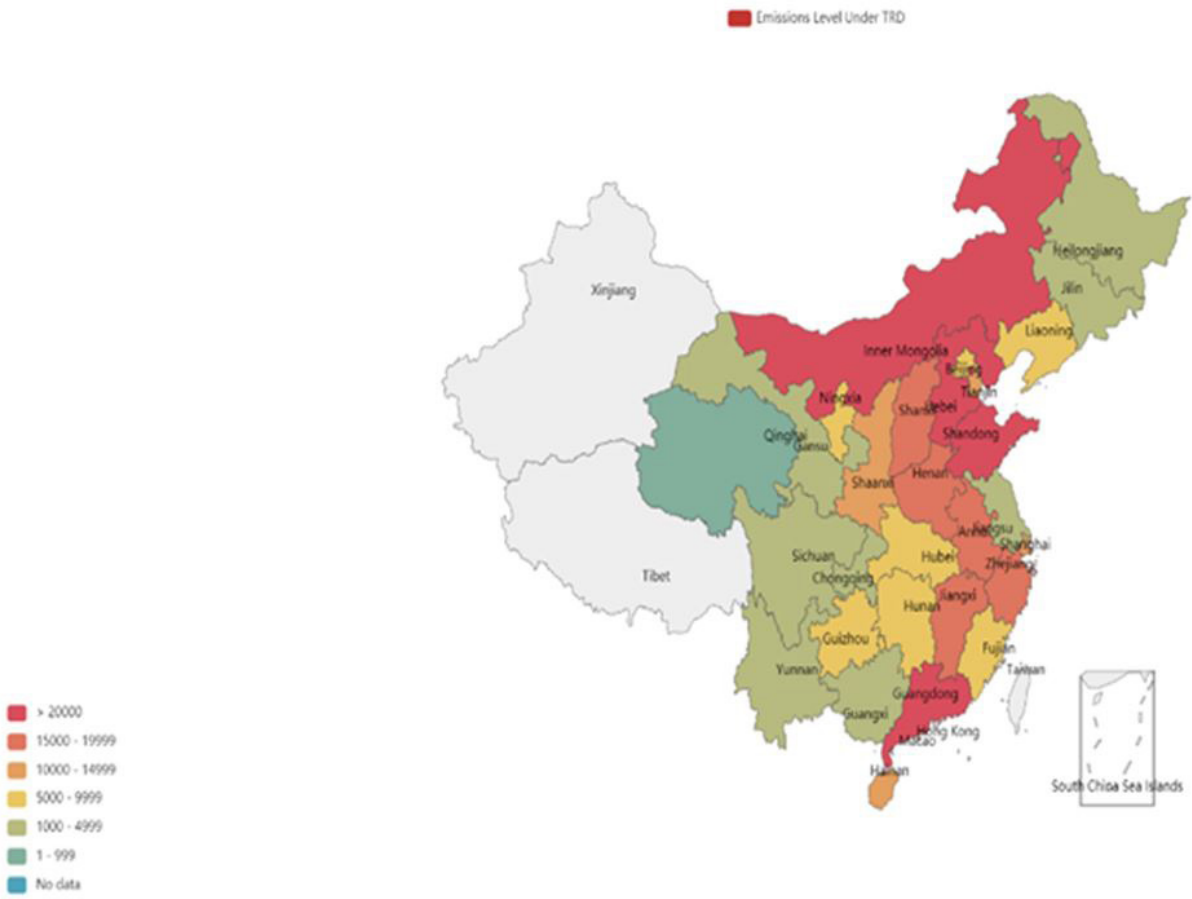 Emissions Level Under TRD
Heilongjiang
Xinjiang
Jilin
Liaoning
Inner Mongolia
Beijing
Tianjin
Ningxia
Shanxi
Hebei
Shandong
Qinghai
Gansu
Henan
Shaanxi
Jiangsu
Anhui
Shanghai
Sichuan
Hubei
Zhejiang
Tibet
Chongqing
Jiangxi
Hunan
Guizhou
Fujian
Yunnan
Taiwan
Guangdong
Guangxi
Hong Kong
Macao
Hainan
South China Sea Islands
> 20000
15000 - 19999
10000 - 14999
5000 - 9999
1000 - 4999
1 - 999
No data